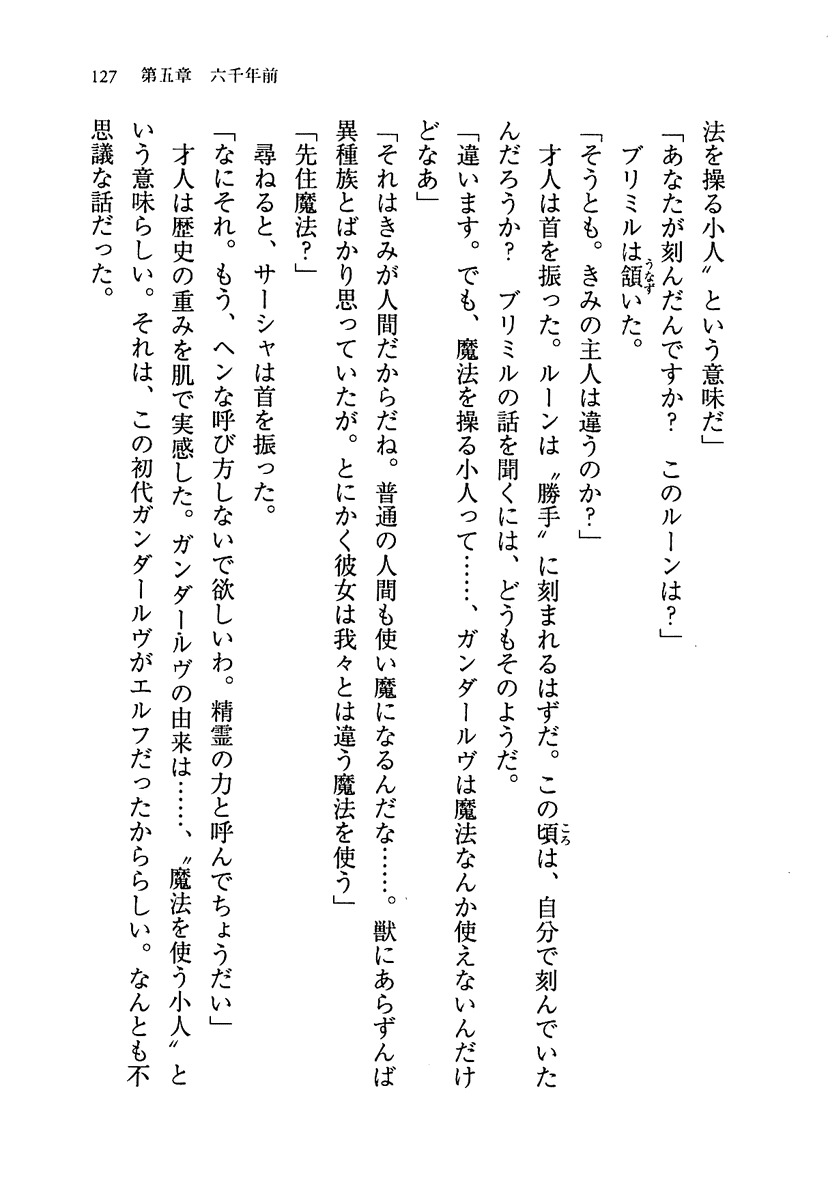 127　第五章　六千年前
法を操る小人〟という意味だ」
「あなたが刻んだんですか？　このルーンは？」
ブリミルは頷いた。
「そうとも。きみの主人は違うのか？」
才人は首を振った。ルーンは〝勝手〟に刻まれるはずだ。この頃は、自分で刻んでいた
んだろうか？　ブリミルの話を聞くには、どうもそのようだ。
「違います。でも、魔法を操る小人って……、ガンダールヴは魔法なんか使えないんだけ
どなあ」
「それはきみが人間だからだね。普通の人間も使い魔になるんだな……。獣にあらずんば
異種族とばかり思っていたが。とにかく彼女は我々とは違う魔法を使う」
「先住魔法？」
尋ねると、サーシャは首を振った。
「なにそれ。もう、ヘンな呼び方しないで欲しいわ。精霊の力と呼んでちょうだい」
才人は歴史の重みを肌で実感した。ガンダールヴの由来は……、〝魔法を使う小人〟と
いう意味らしい。それは、この初代ガンダールヴがエルフだったかららしい。なんとも不
思議な話だった。